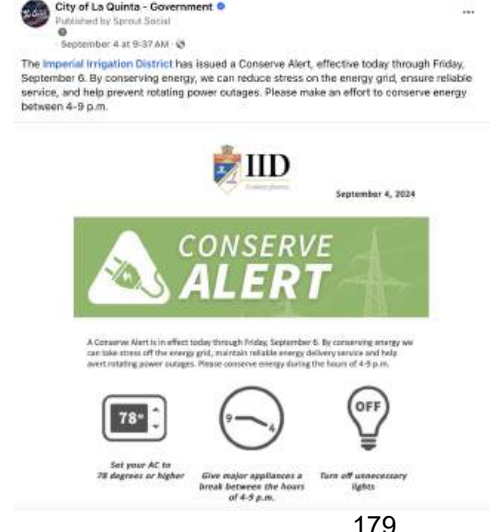 City of La Quinta - Government
Published by Sprout Social
September 4 at 9:37 AM ·
The Imperial Irrigation District has issued a Conserve Alert, effective today through Friday,
September 6. By conserving energy, we can reduce stress on the energy grid, ensure reliable
service, and help prevent rotating power outages. Please make an effort to conserve energy
between 4-9 p.m.
IID
September 4, 2024
CONSERVE
ALERT
A Conserve Alert is in effect today through Friday, September 6. By conserving energy we
can take stress off the energy grid, maintain reliable energy delivery service and help
avert rotating power outages. Please conserve energy during the hours of 4-9 p.m.
78°
9
4
OFF
Set your AC to
78 degrees or higher
Give major appliances a
break between the hours
of 4-9 p.m.
Turn off unnecessary
lights
179